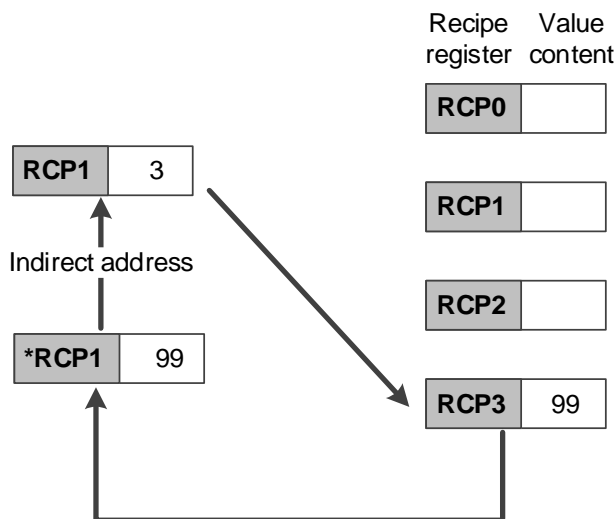 Recipe Value
register content
RCP0
RCP1 3
RCP1
Indirect address
RCP2
*RCP1 99
RCP3 99